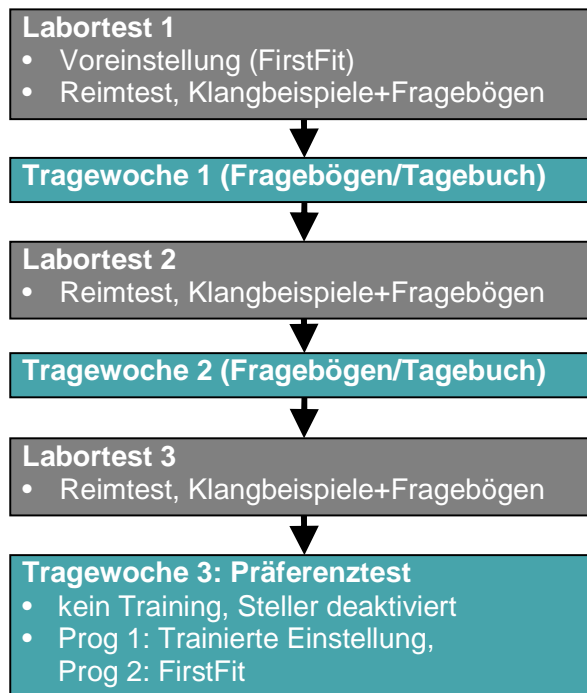 Labortest 1
• Voreinstellung (FirstFit)
• Reimtest, Klangbeispiele+Fragebögen
Tragewoche 1 (Fragebögen/Tagebuch)
Labortest 2
• Reimtest, Klangbeispiele+Fragebögen
Tragewoche 2 (Fragebögen/Tagebuch)
Labortest 3
• Reimtest, Klangbeispiele+Fragebögen
Tragewoche 3: Präferenztest
• kein Training, Steller deaktiviert
• Prog 1: Trainierte Einstellung,
Prog 2: FirstFit